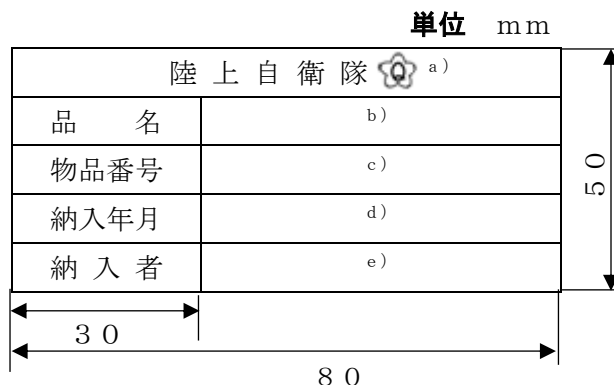 単位 ｍｍ
陸上自衛隊 Q a)
品名 b)
物品番号 c)
納入年月 d)
納入者 e)
５０
３０
８０